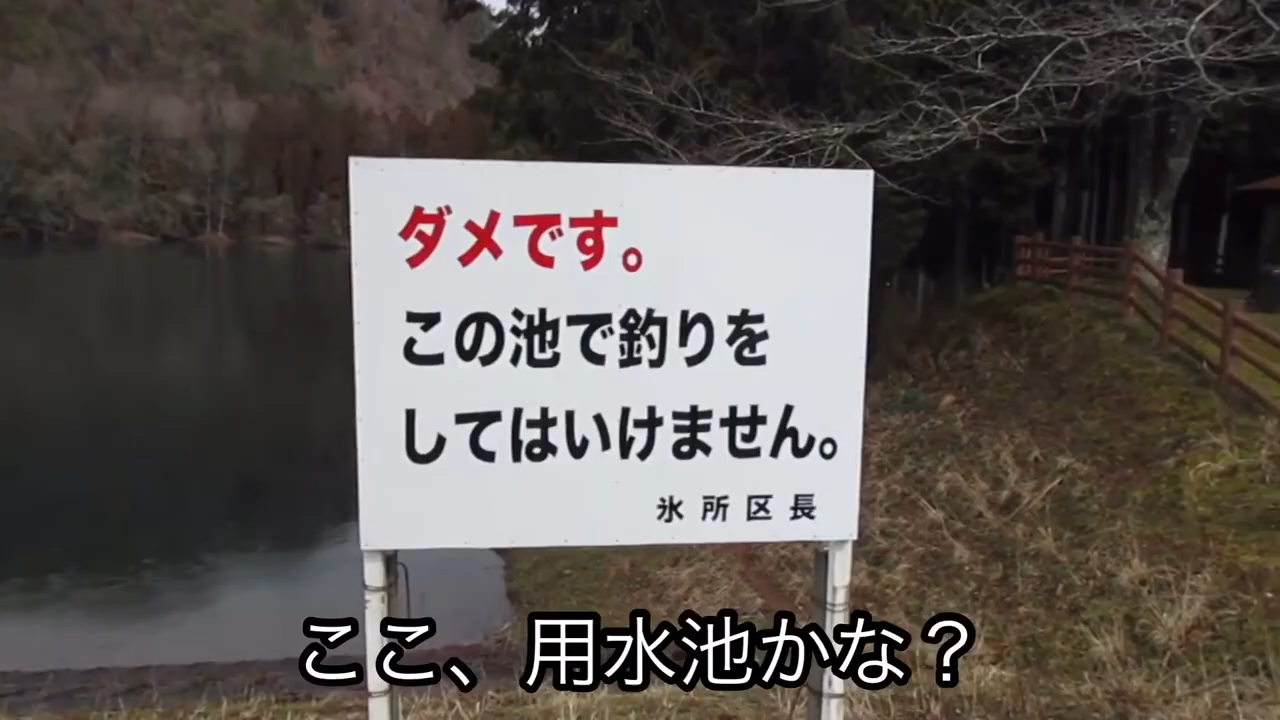 ダメです。
この池で釣りを
してはいけません。
氷所区長
ここ、用水池かな？